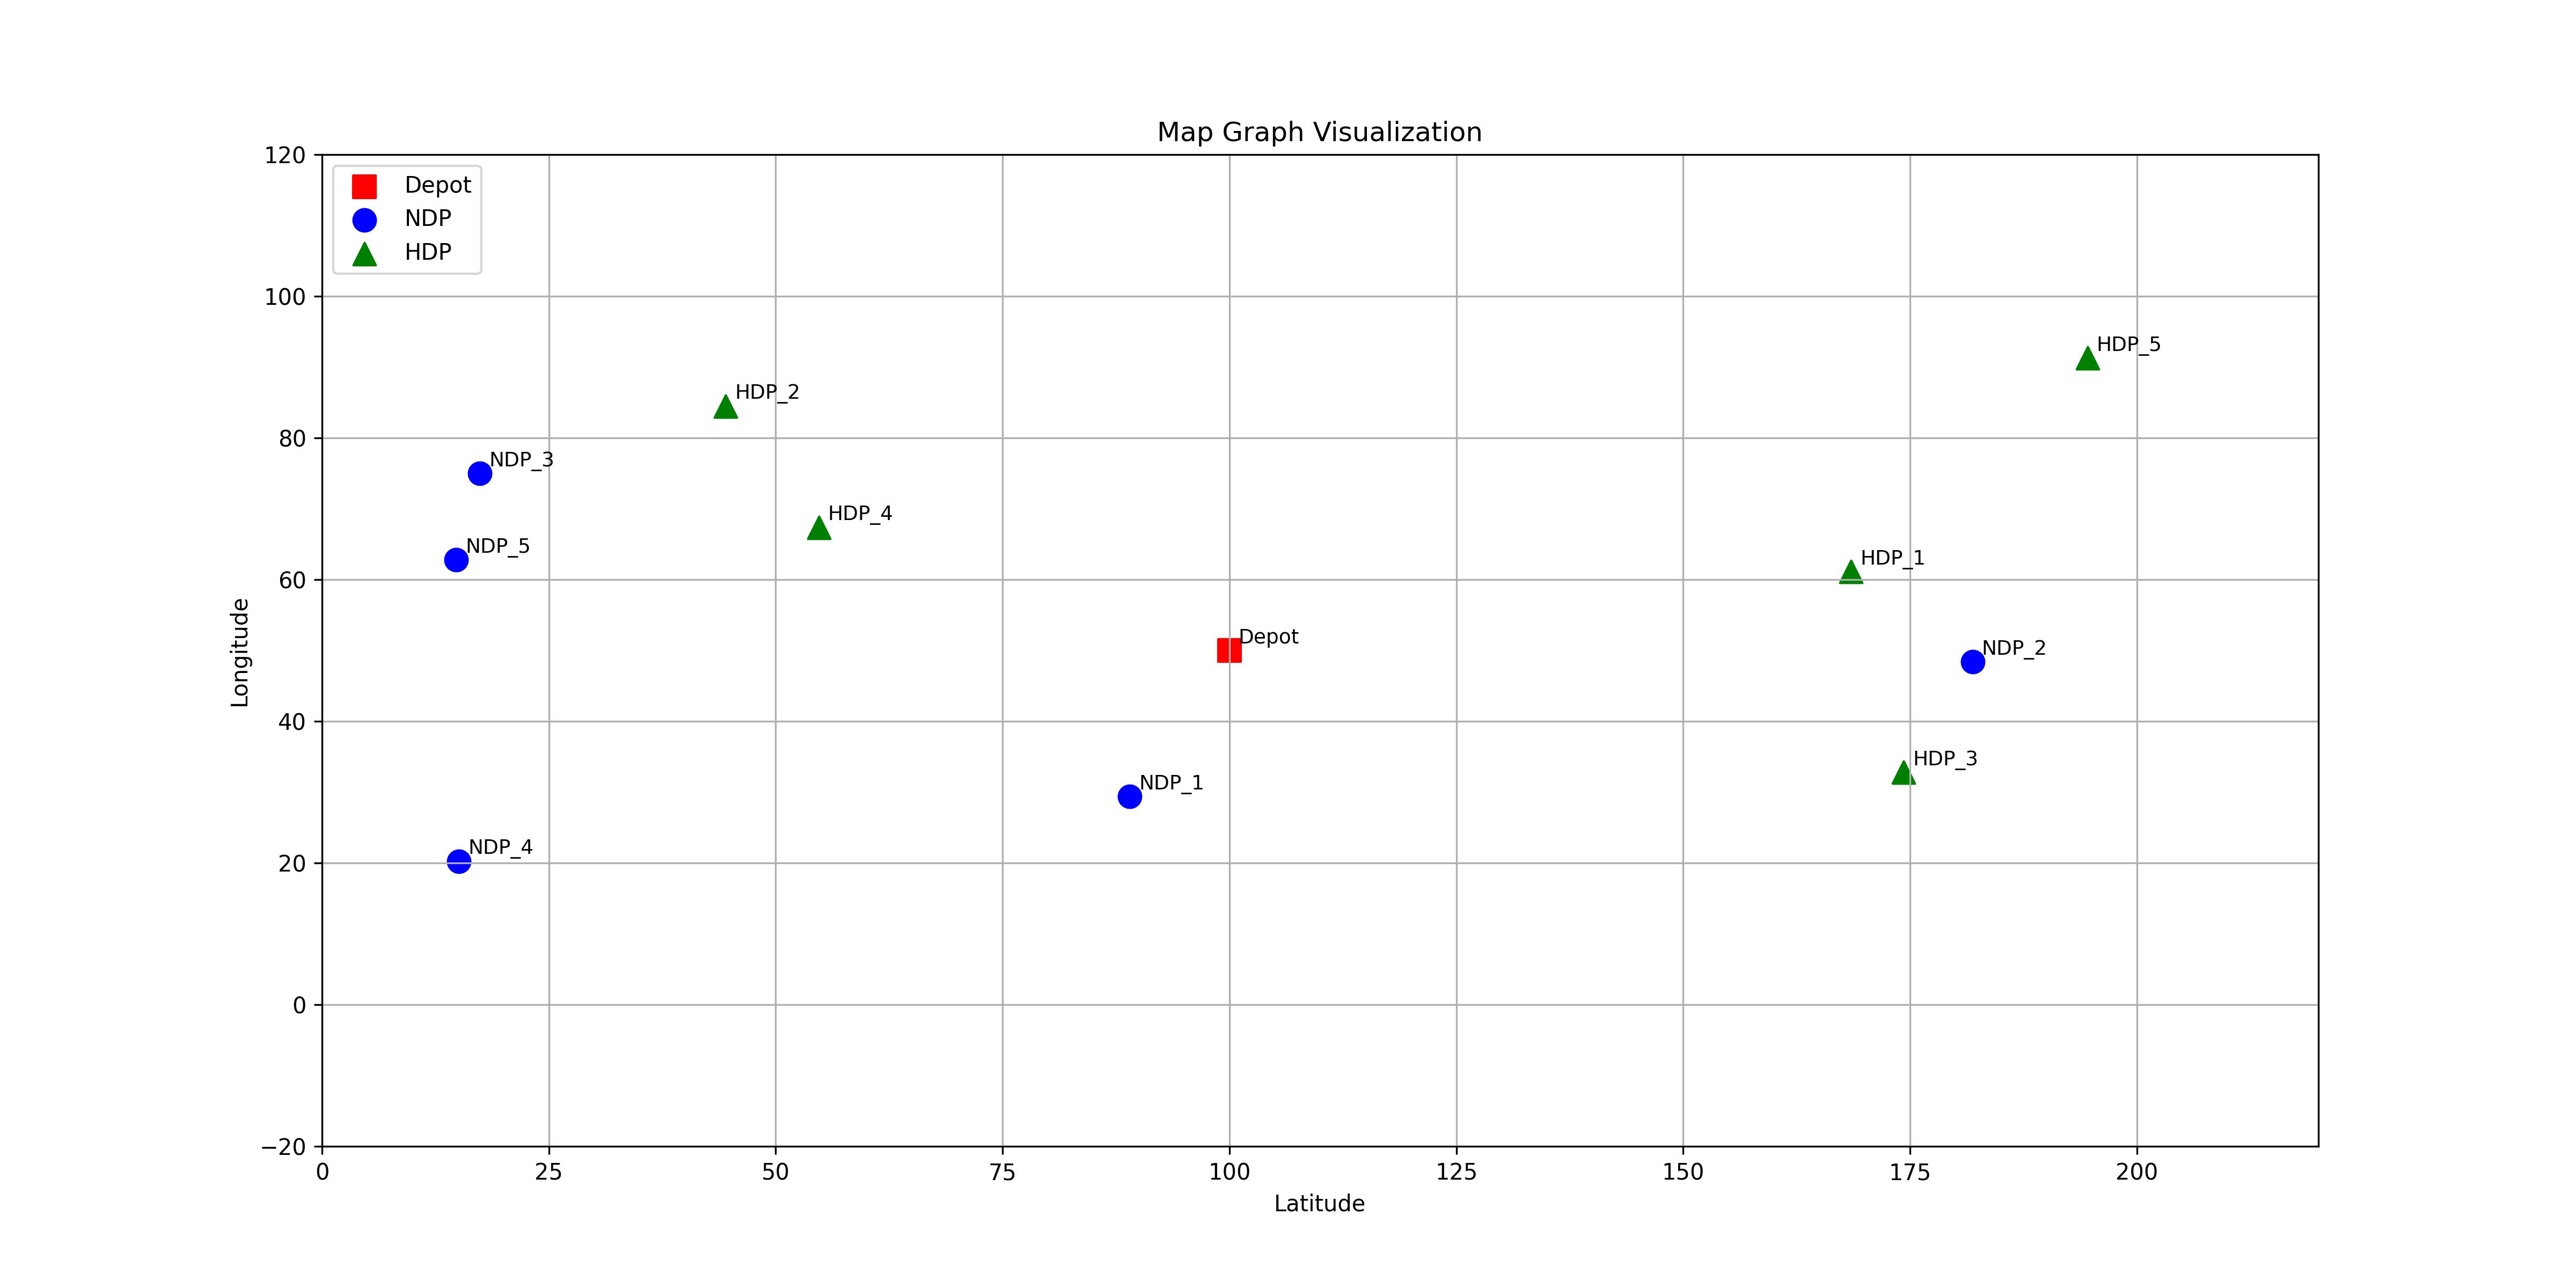 Map Graph Visualization
120
100
80
60
40
20
0
−20
Longitude
Depot
NDP
HDP
HDP_5
HDP_2
NDP_3
HDP_4
NDP_5
HDP_1
Depot
NDP_2
HDP_3
NDP_1
NDP_4
0 25 50 75 100 125 150 175 200
Latitude